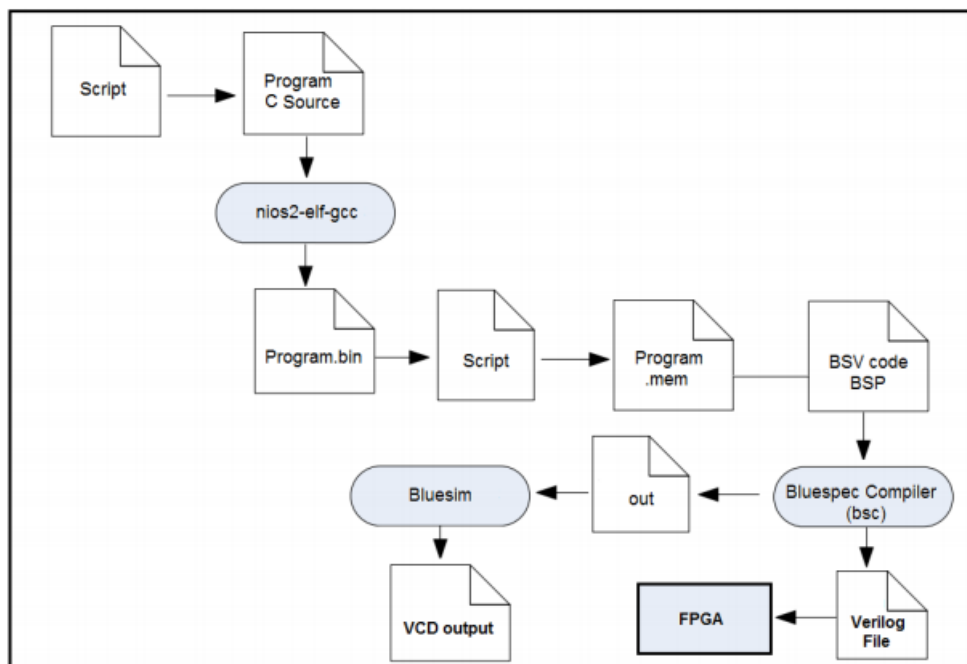 Script
Program
C Source
nios2-elf-gcc
Program.bin
Script
Program
.mem
BSV code
BSP
Bluesim
out
Bluespec Compiler
(bsc)
VCD output
FPGA
Verilog
File